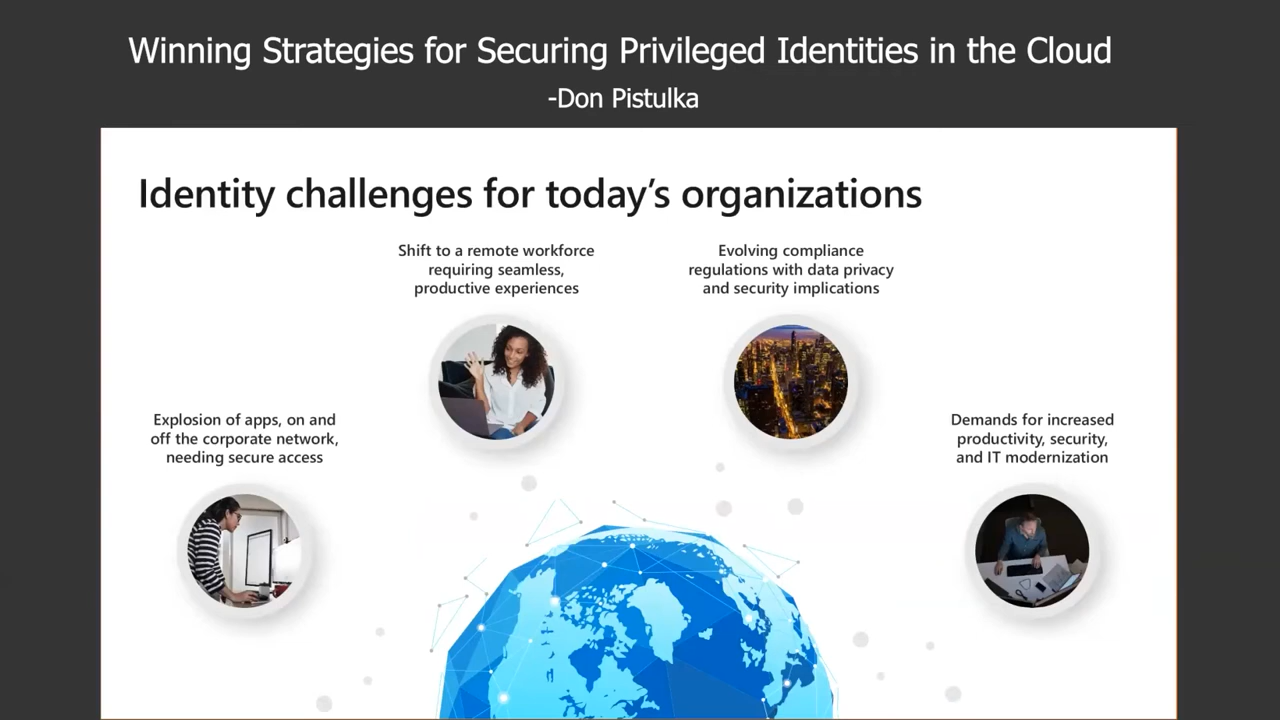 Winning Strategies for Securing Privileged Identities in the Cloud
-Don Pistulka
Identity challenges for today’s organizations
Shift to a remote workforce
requiring seamless,
productive experiences
Evolving compliance
regulations with data privacy
and security implications
Explosion of apps, on and
off the corporate network,
needing secure access
Demands for increased
productivity, security,
and IT modernization